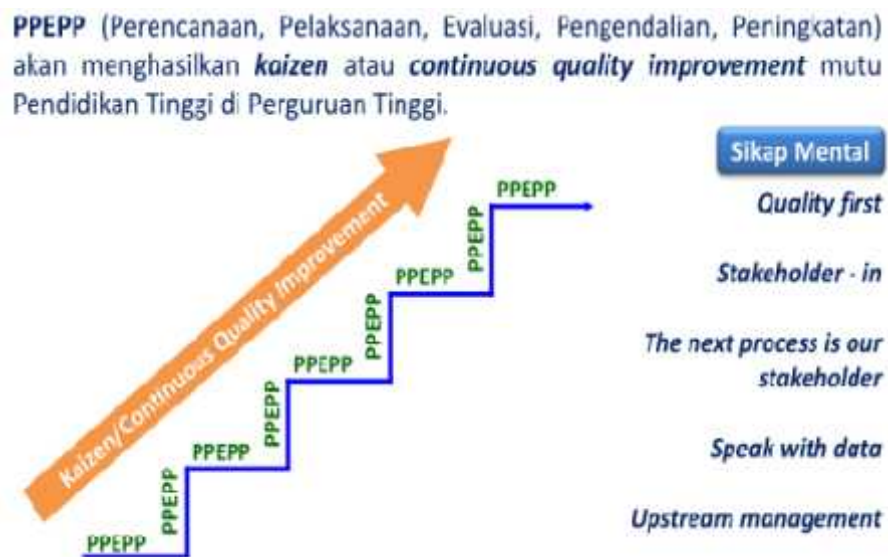 PPEPP (Perencanaan, Pelaksanaan, Evaluasi, Pengendalian, Peningkatan)
akan menghasilkan kaizen atau continuous quality improvement mutu
Pendidikan Tinggi di Perguruan Tinggi.
Sikap Mental
Quality first
Stakeholder - in
The next process is our
stakeholder
Speak with data
Upstream management
Kaizen/Continuous Quality Improvement
PPEPP
PPEPP
PPEPP
PPEPP
PPEPP
PPEPP
PPEPP
PPEPP
PPEPP